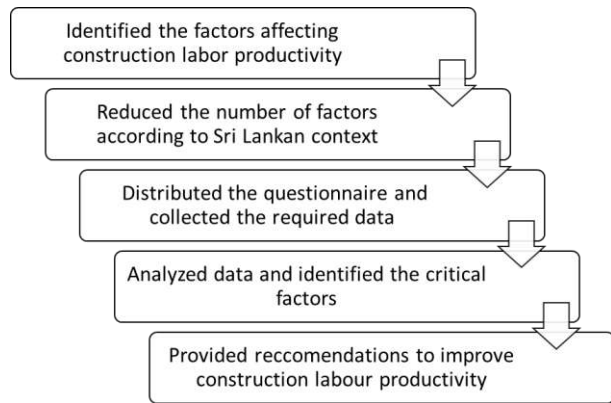 Identified the factors affecting
construction labor productivity
Reduced the number of factors
according to Sri Lankan context
Distributed the questionnaire and
collected the required data
Analyzed data and identified the critical
factors
Provided reccomendations to improve
construction labour productivity